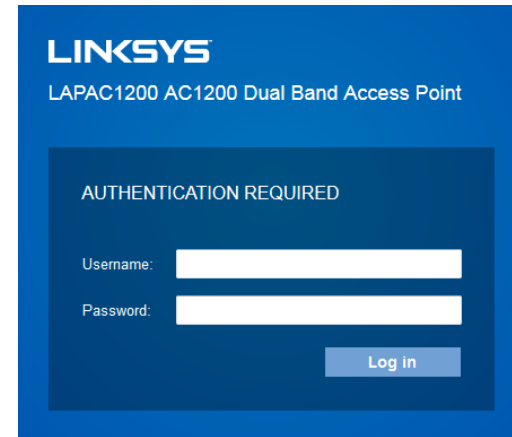 LINKSYS
LAPAC1200 AC1200 Dual Band Access Point
AUTHENTICATION REQUIRED
Username:
Password:
Log in